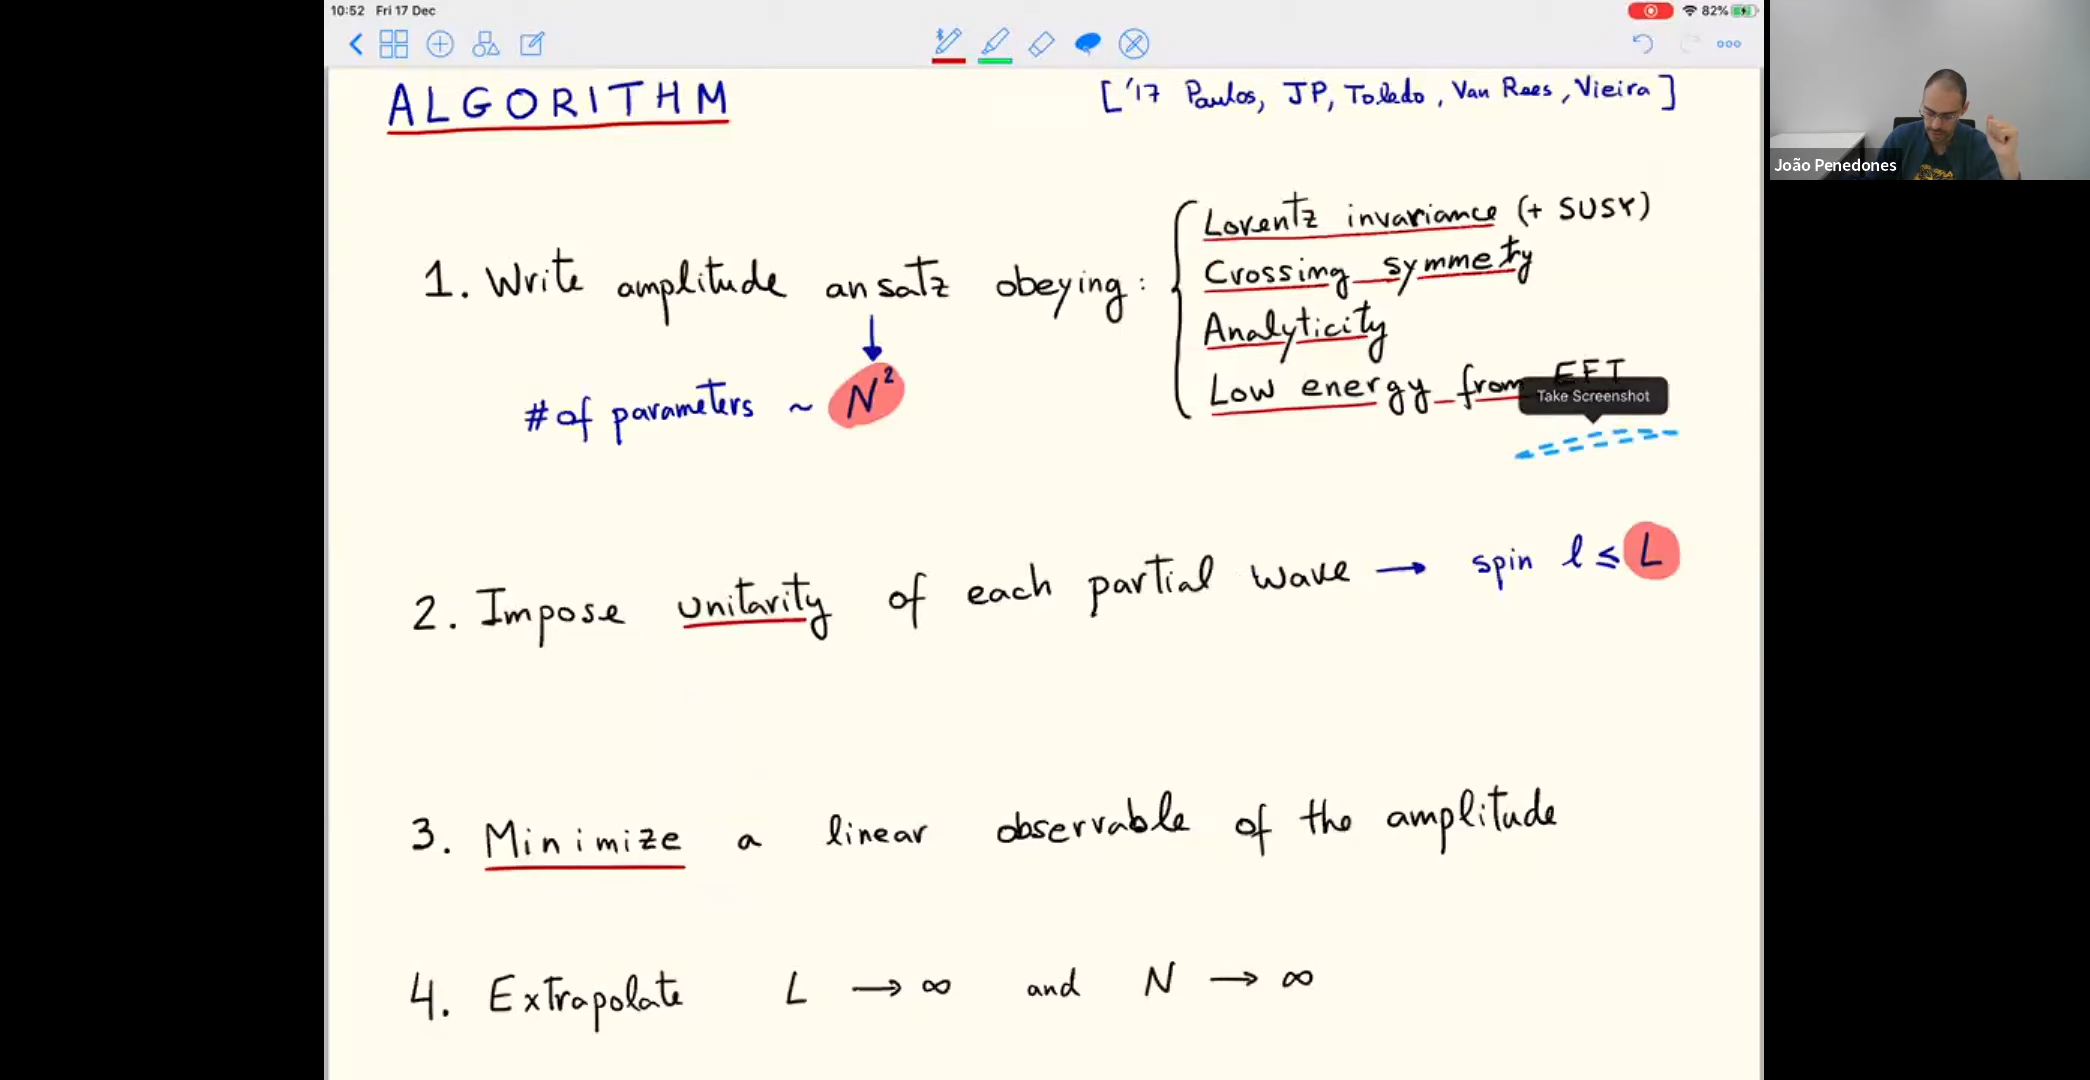 10:52 Fri 17 Dec
82%
ALGORITHM
['17 Paulos, JP, Toledo, Van Rees, Vieira]
João Penedones
1. Write amplitude ansatz obeying:
Lorentz invariance (+ SUSY)
Crossing symmety
Analyticity
Low energy from EFT
Take Screenshot
# of parameters ~ N²
2. Impose unitarity of each partial wave → spin l ≤ L
3. Minimize a linear observable of the amplitude
4. Extrapolate L → ∞ and N → ∞